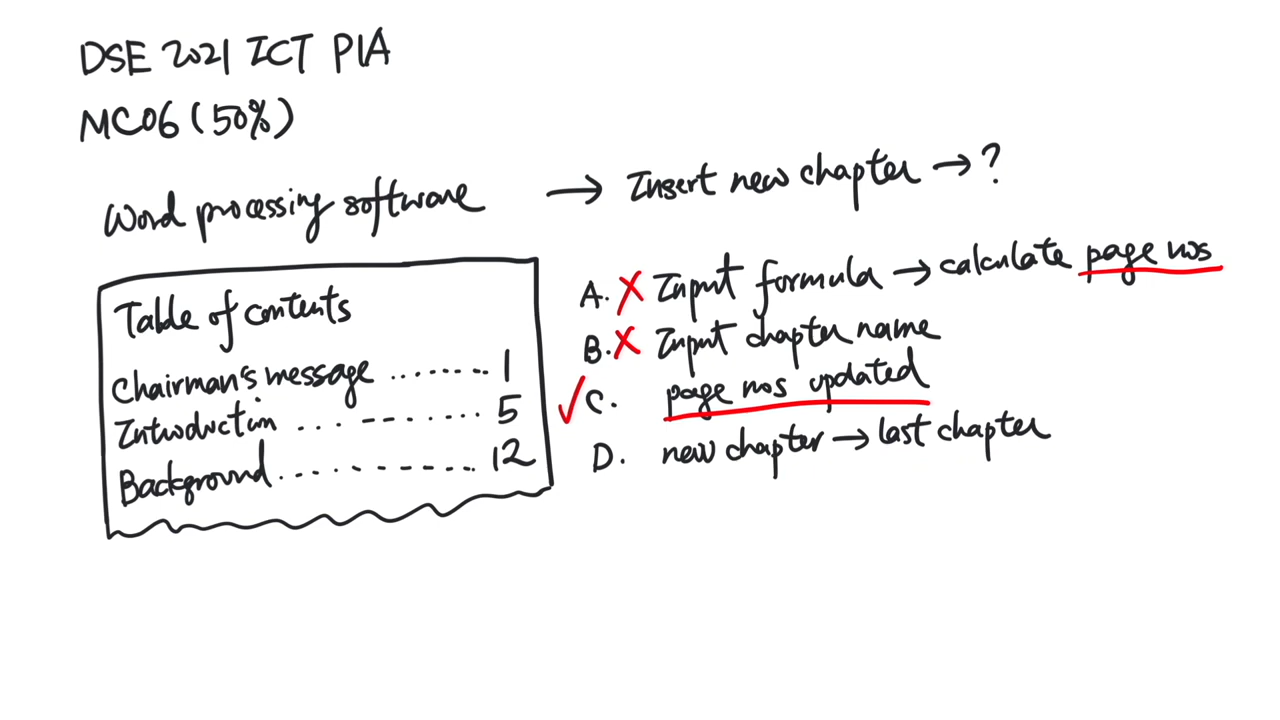 DSE 2021 ICT P1A
MC06 (50%)
Word processing software → Insert new chapter → ?
Table of contents
Chairman's message ........ 1
Introduction ... ------- 5
Background ........... 12
A. ✗ Input formula → calculate page nos
B. ✗ Input chapter name
✓ C. page nos updated
D. new chapter → last chapter